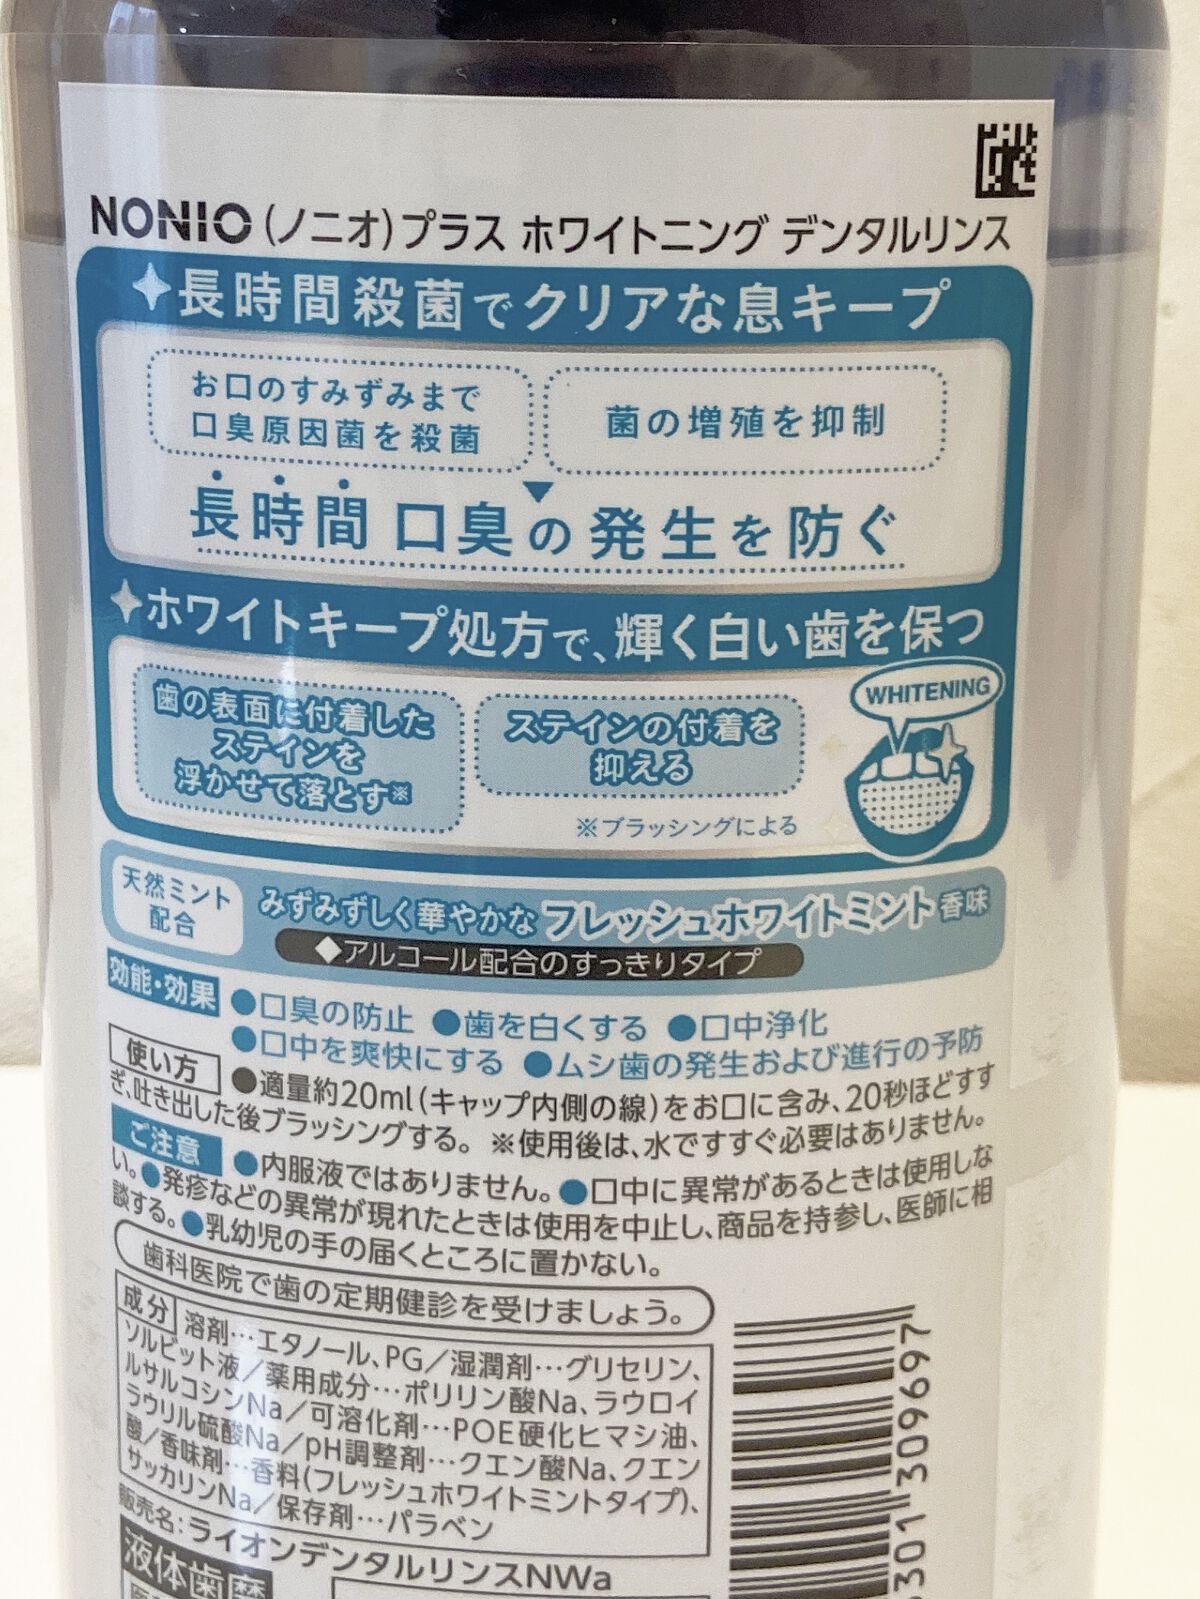 NONIO(ノニオ)プラス ホワイトニング デンタルリンス
長時間殺菌でクリアな息キープ
お口のすみずみまで
口臭原因菌を殺菌
菌の増殖を抑制
長時間 口臭の発生を防ぐ
ホワイトキープ処方で、輝く白い歯を保つ
歯の表面に付着した
ステインを
浮かせて落とす※
ステインの付着を
抑える
WHITENING
※ブラッシングによる
天然ミント
配合
みずみずしく華やかなフレッシュホワイトミント香味
◆アルコール配合のすっきりタイプ
効能・効果 ●口臭の防止 ●歯を白くする ●口中浄化
●口中を爽快にする ●ムシ歯の発生および進行の予防
使い方 ●適量約20ml(キャップ内側の線)をお口に含み、20秒ほどすす
ぎ、吐き出した後ブラッシングする。 ※使用後は、水ですすぐ必要はありません。
ご注意 ●内服液ではありません。●口中に異常があるときは使用しな
い。●発疹などの異常が現れたときは使用を中止し、商品を持参し、医師に相
談する。●乳幼児の手の届くところに置かない。
歯科医院で歯の定期健診を受けましょう。
成分 溶剤…エタノール、PG/湿潤剤…グリセリン、
ソルビット液/薬用成分…ポリリン酸Na、ラウロイ
ルサルコシンNa/可溶化剤…POE硬化ヒマシ油、
ラウリル硫酸Na/pH調整剤…クエン酸Na、クエン
酸/香味剤…香料(フレッシュホワイトミントタイプ)、
サッカリンNa/保存剤…パラベン
販売名:ライオンデンタルリンスNWa
液体歯磨
301 309697